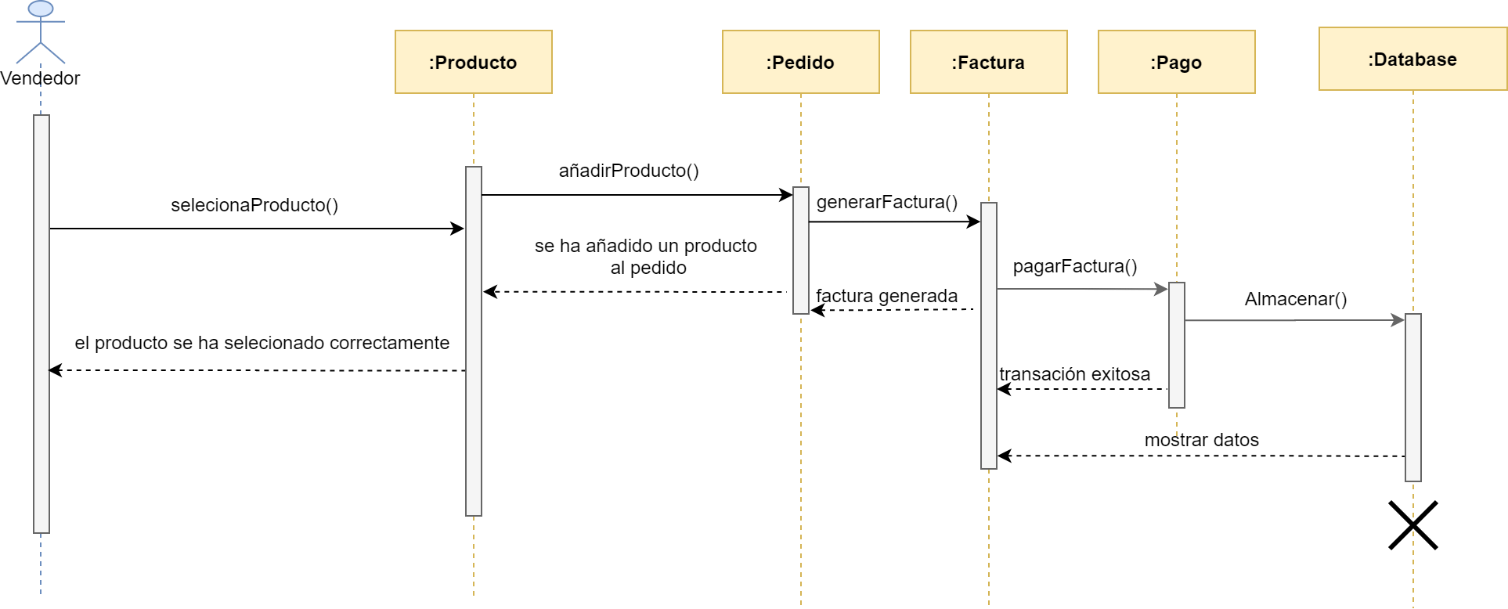 Vendedor
:Producto
:Pedido
:Factura
:Pago
:Database
añadirProducto()
selecionaProducto()
generarFactura()
se ha añadido un producto
al pedido
pagarFactura()
factura generada
Almacenar()
el producto se ha selecionado correctamente
transación exitosa
mostrar datos